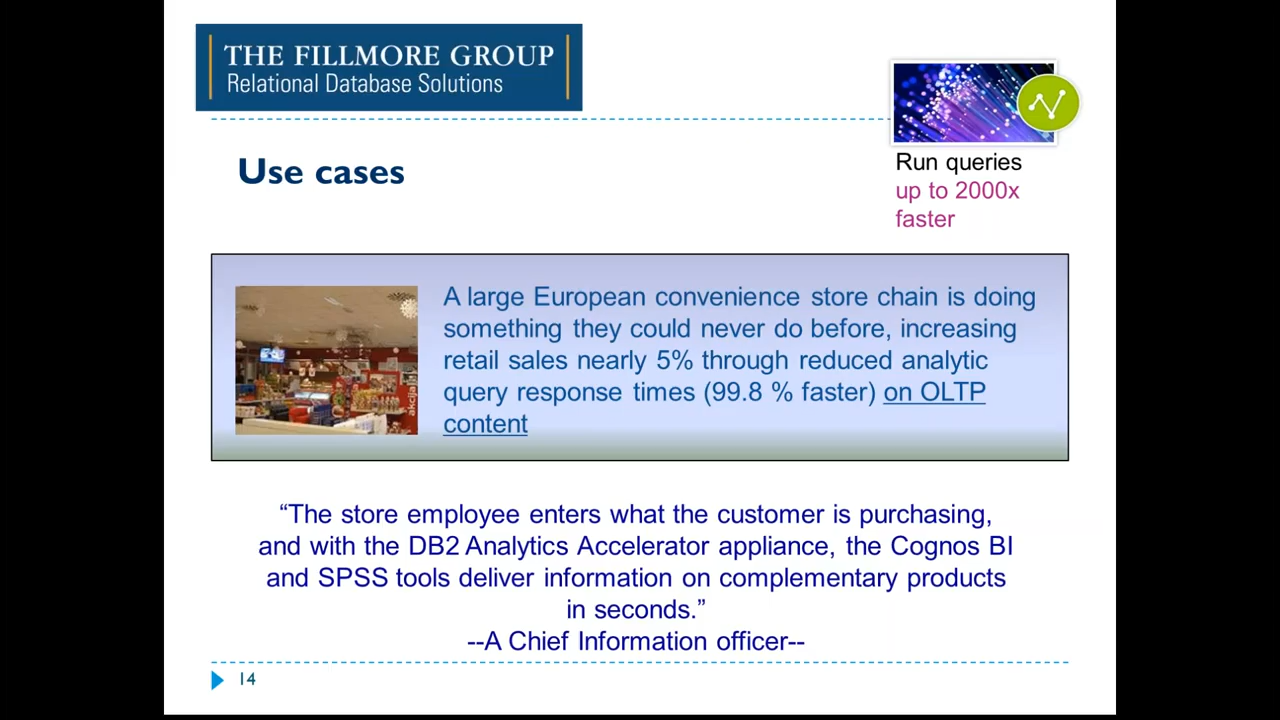 THE FILLMORE GROUP
Relational Database Solutions
Run queries
up to 2000x
faster
Use cases
A large European convenience store chain is doing
something they could never do before, increasing
retail sales nearly 5% through reduced analytic
query response times (99.8 % faster) on OLTP
content
akcija
“The store employee enters what the customer is purchasing,
and with the DB2 Analytics Accelerator appliance, the Cognos BI
and SPSS tools deliver information on complementary products
in seconds.”
--A Chief Information officer--
14